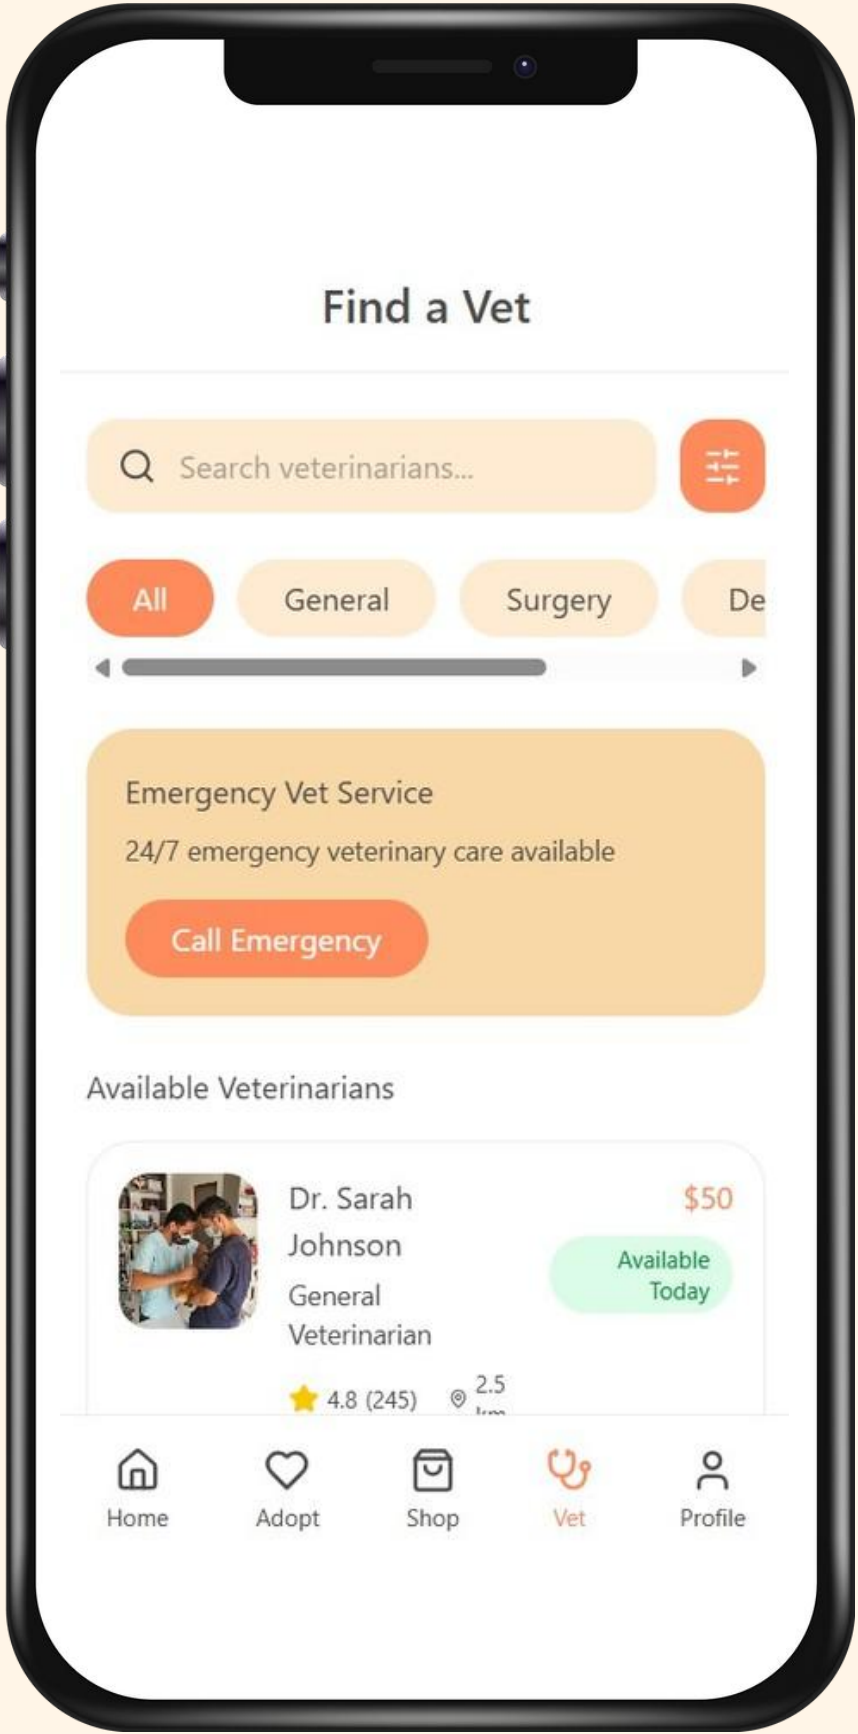 Find a Vet
Search veterinarians...
All General Surgery De
Emergency Vet Service
24/7 emergency veterinary care available
Call Emergency
Available Veterinarians
Dr. Sarah
Johnson
$50
Available
Today
General
Veterinarian
4.8 (245)
2.5
km
Home Adopt Shop Vet Profile